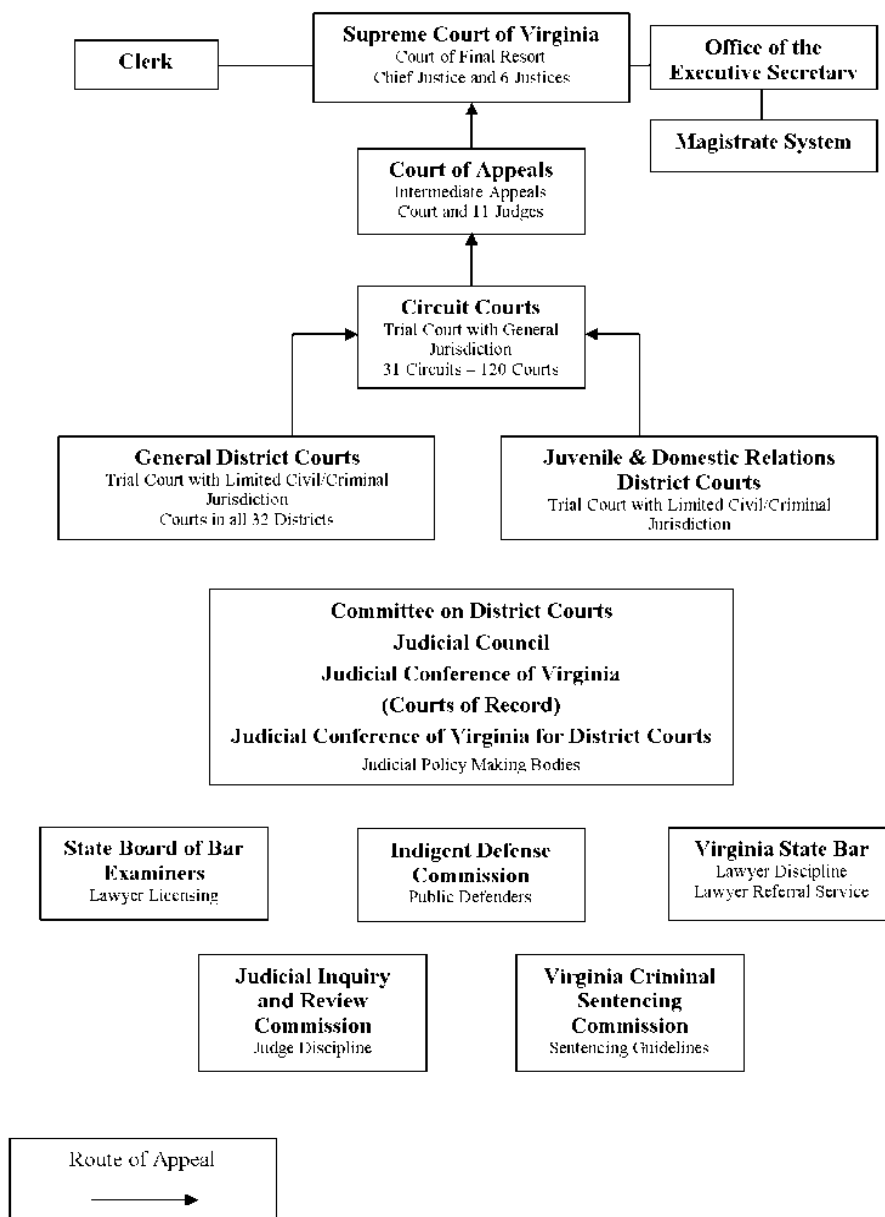 Supreme Court of Virginia
Court of Final Resort
Chief Justice and 6 Justices
Clerk
Office of the
Executive Secretary
Magistrate System
Court of Appeals
Intermediate Appeals
Court and 11 Judges
Circuit Courts
Trial Court with General
Jurisdiction
31 Circuits – 120 Courts
General District Courts
Trial Court with Limited Civil/Criminal
Jurisdiction
Courts in all 32 Districts
Juvenile & Domestic Relations
District Courts
Trial Court with Limited Civil/Criminal
Jurisdiction
Committee on District Courts
Judicial Council
Judicial Conference of Virginia
(Courts of Record)
Judicial Conference of Virginia for District Courts
Judicial Policy Making Bodies
State Board of Bar
Examiners
Lawyer Licensing
Indigent Defense
Commission
Public Defenders
Virginia State Bar
Lawyer Discipline
Lawyer Referral Service
Judicial Inquiry
and Review
Commission
Judge Discipline
Virginia Criminal
Sentencing
Commission
Sentencing Guidelines
Route of Appeal